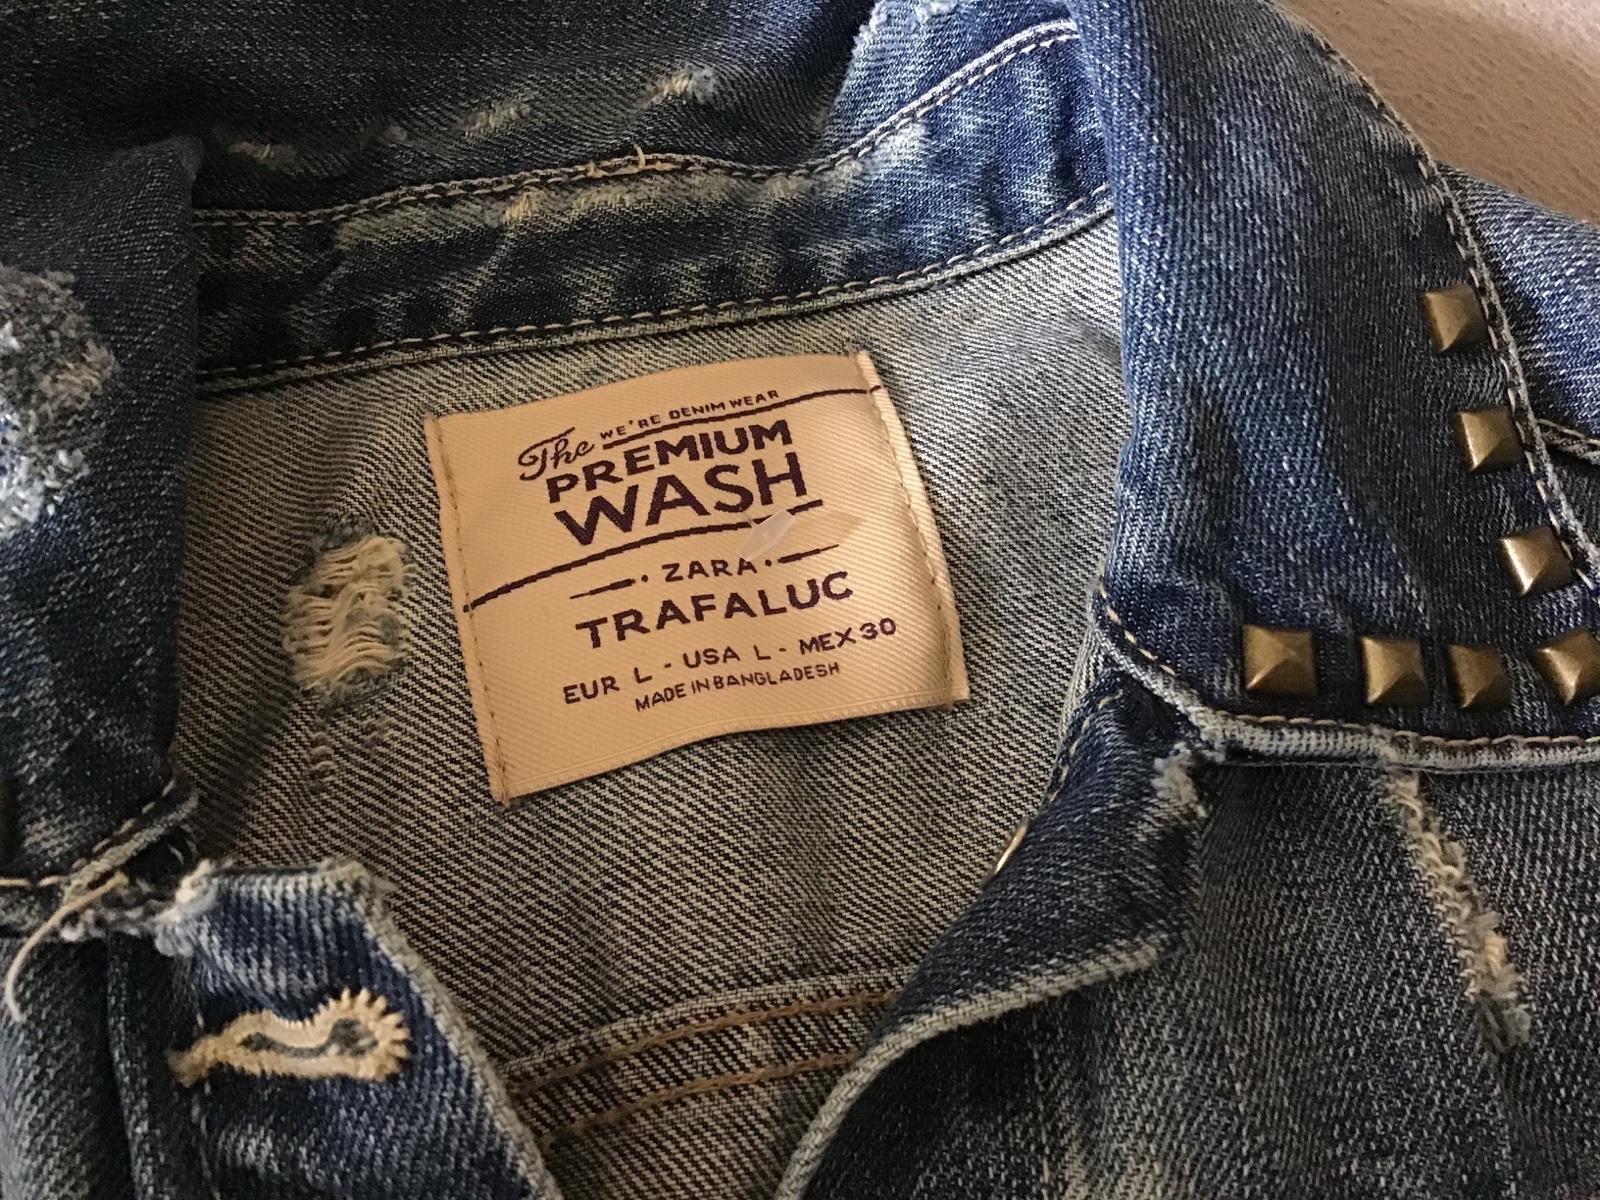 WE'RE DENIM WEAR
The
PREMIUM
WASH
· ZARA ·
TRAFALUC
EUR L - USA L - MEX 30
MADE IN BANGLADESH